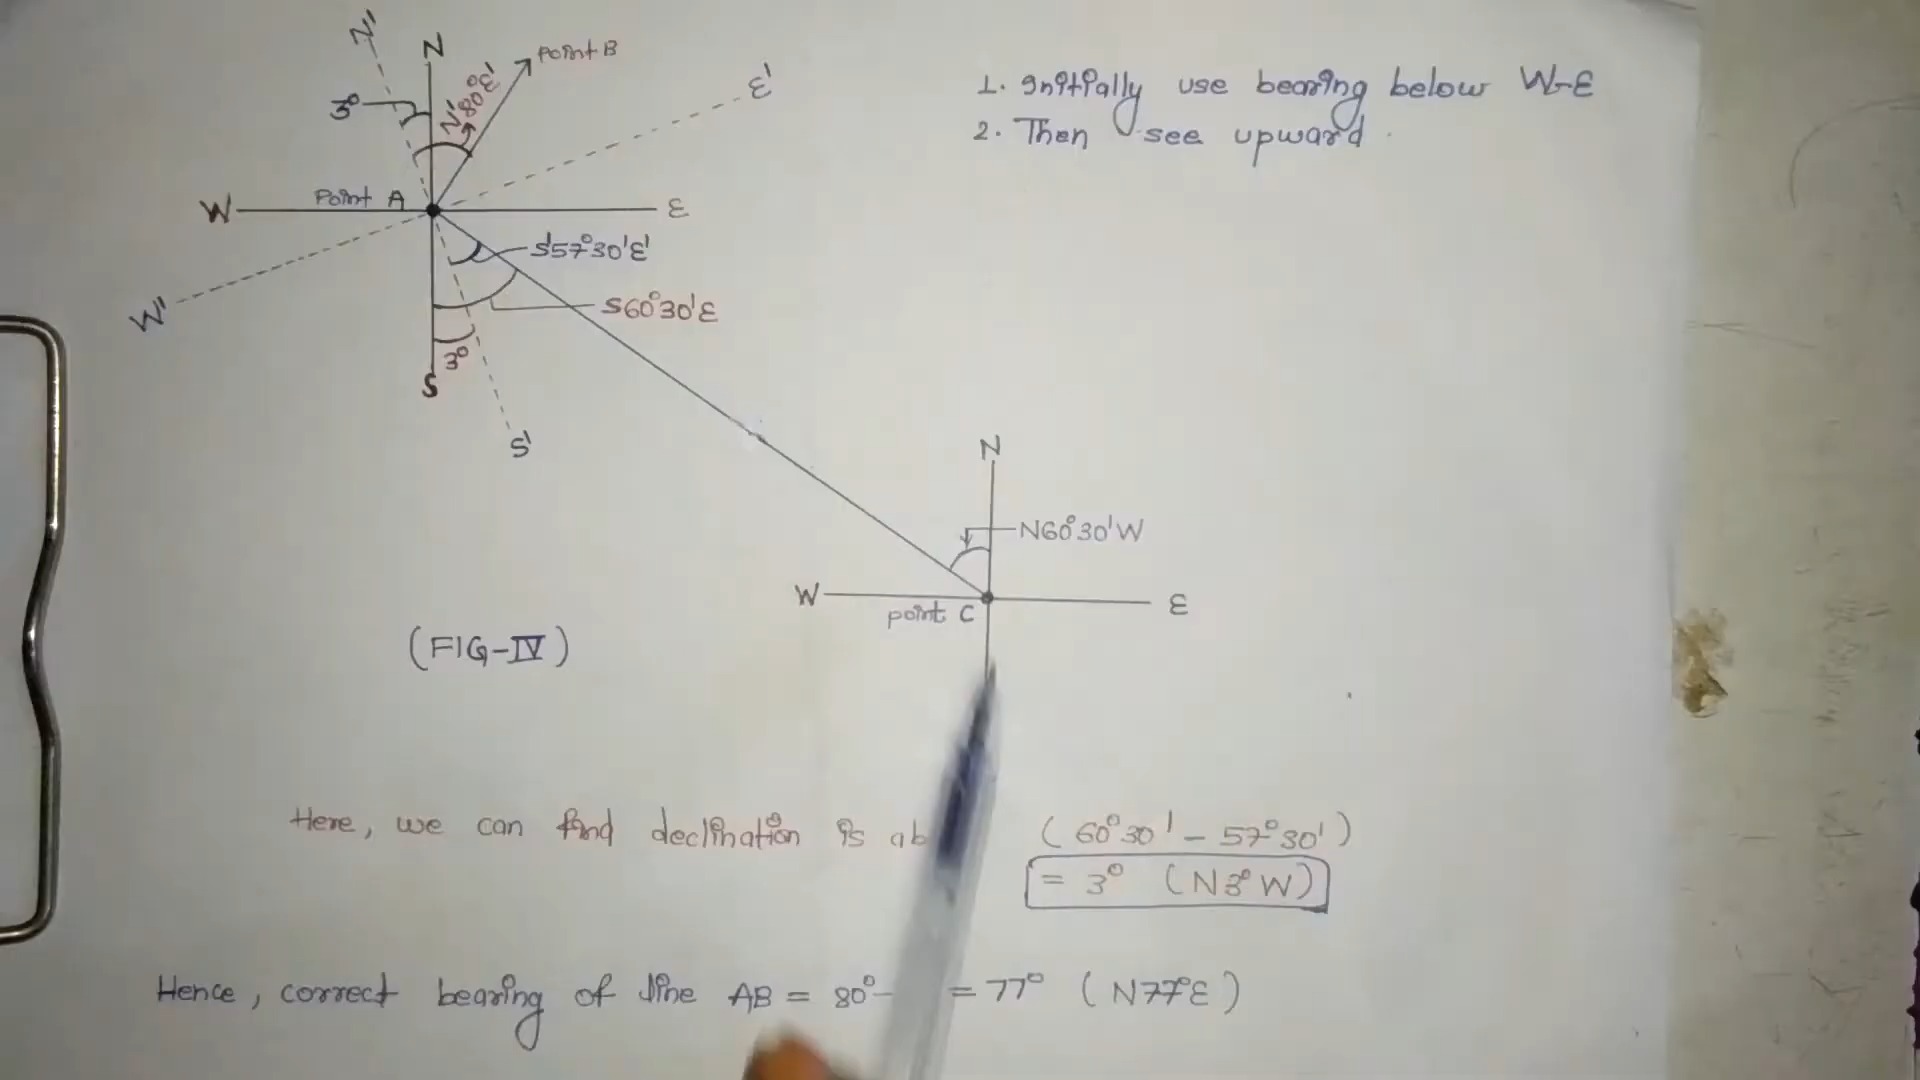 N'
N
Point B
3°
N'80°E'
E'
W
Point A
E
S'57°30'E'
S60°30'E
W'
3°
S
S'
1. Initially use bearing below W-E
2. Then see upward.
N
N60°30'W
W
E
point C
(FIG-IV)
Here, we can find declination is (60°30' - 57°30')
= 3° (N3°W)
Hence, correct bearing of line AB = 80° - = 77° (N77°E)